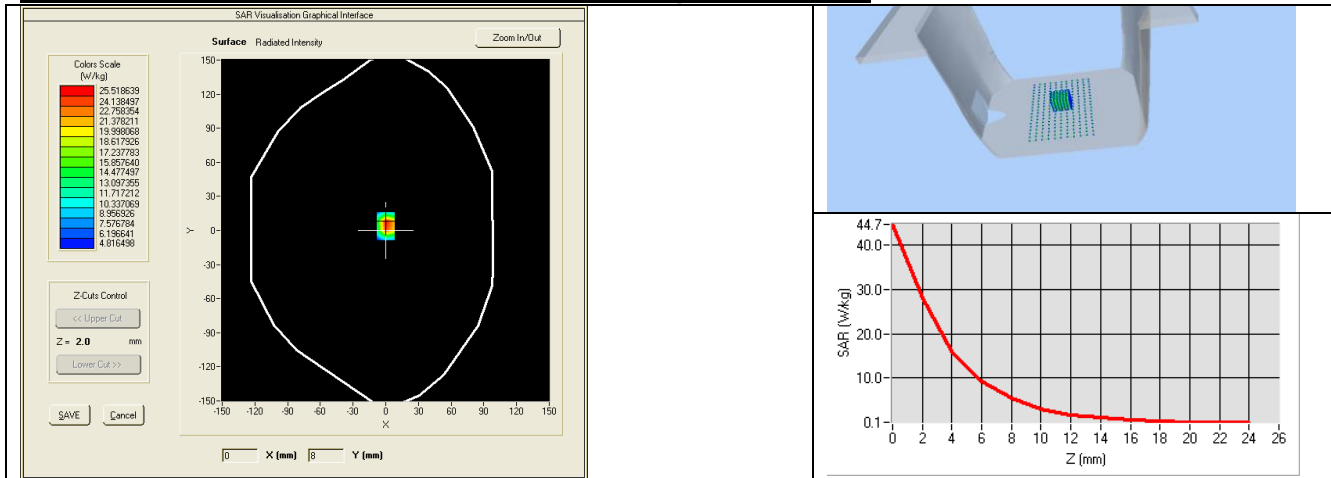 SAR Visualisation Graphical Interface
Surface Radiated Intensity
Zoom In/Out
Colors Scale
(W/kg)
25.518639
24.138497
22.758354
21.378211
19.998068
18.617926
17.237783
15.857640
14.477497
13.097355
11.717212
10.337069
8.956926
7.576784
6.196641
4.816498
Z-Cuts Control
<< Upper Cut
Z = 2.0 mm
Lower Cut >>
SAVE Cancel
150-
120-
90-
60-
30-
Y 0-
-30-
-60-
-90-
-120-
-150-
-150 -120 -90 -60 -30 0 30 60 90 120 150
X
0 X (mm) 8 Y (mm)
44.7-
40.0-
30.0-
20.0-
10.0-
0.1-
SAR (W/kg)
0 2 4 6 8 10 12 14 16 18 20 22 24 26
Z (mm)